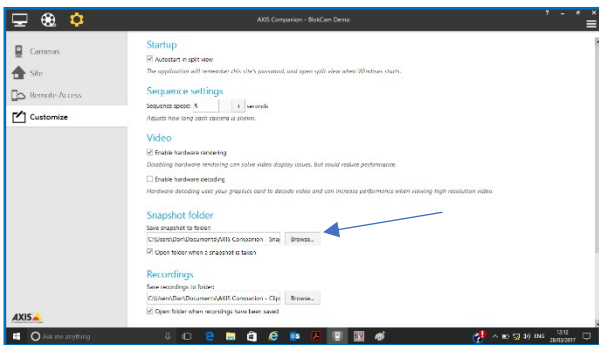 AXIS Companion - BlokCam Demo
Cameras
Site
Remote Access
Customize
Startup
Autostart in split view
The application will remember this site's password, and open split view when Windows starts.
Sequence settings
Sequence speed: seconds
Adjusts how long each camera is shown.
Video
Enable hardware rendering
Disabling hardware rendering can solve video display issues, but could reduce performance.
Enable hardware decoding
Hardware decoding uses your graphics card to decode video and can increase performance when viewing high resolution video.
Snapshot folder
Save snapshot to folder:
C:\Users\Dan\Documents\AXIS Companion - Snap Browse...
Open folder when a snapshot is taken
Recordings
Save recordings to folder:
C:\Users\Dan\Documents\AXIS Companion - Clips Browse...
Open folder when recordings have been saved
AXIS
Ask me anything
ENG
12:12
28/03/2017